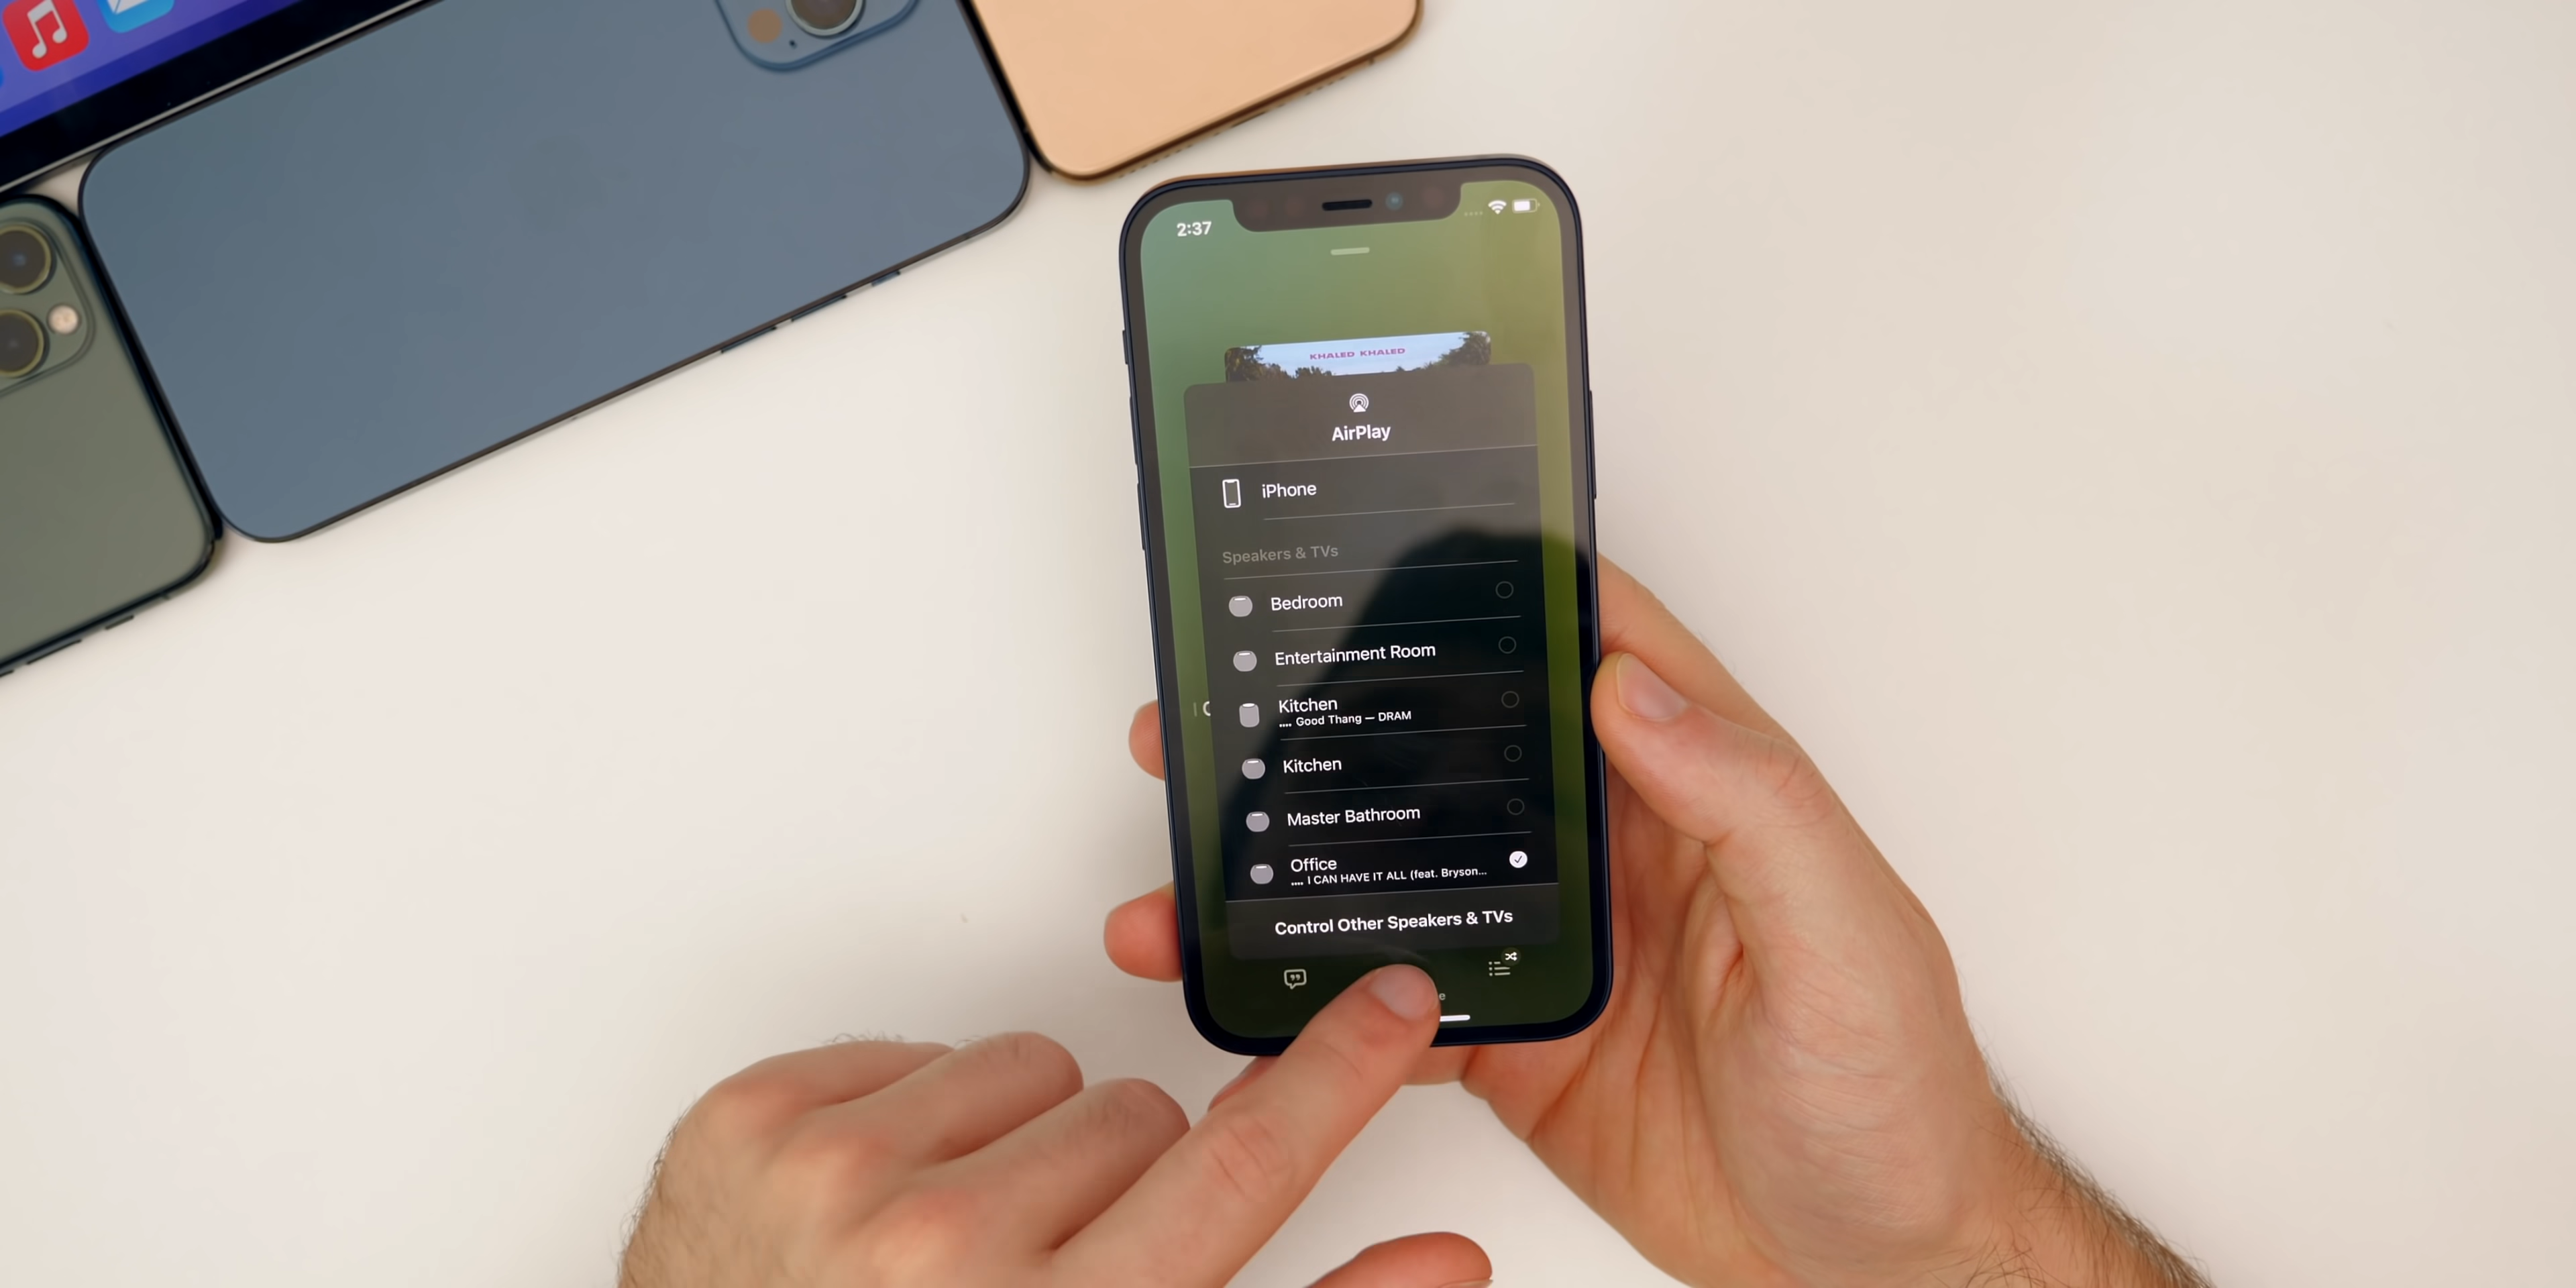 2:37
KHALED KHALED
AirPlay
iPhone
Speakers & TVs
Bedroom
Entertainment Room
Kitchen
Good Thang — DRAM
Kitchen
Master Bathroom
Office
I CAN HAVE IT ALL (feat. Bryson...
Control Other Speakers & TVs